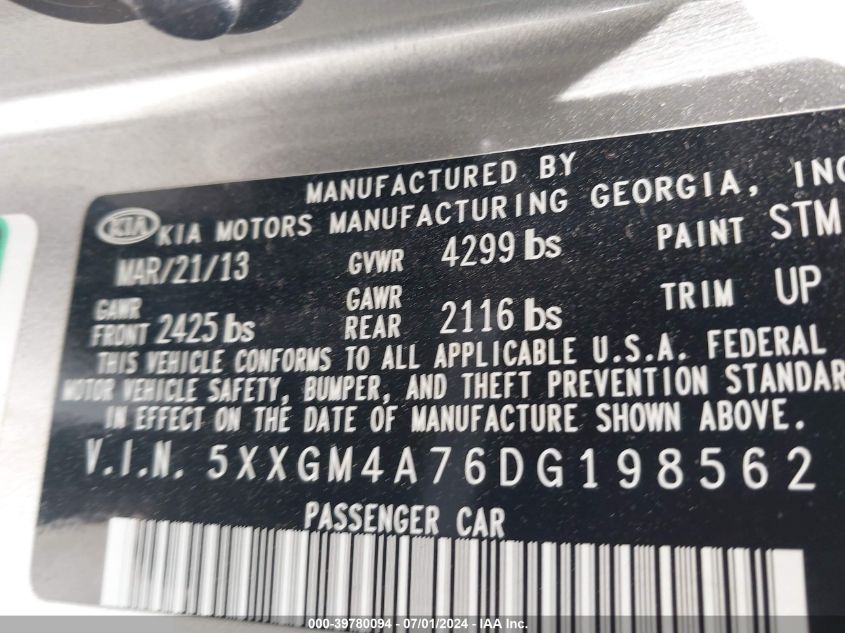 MANUFACTURED BY
KIA KIA MOTORS MANUFACTURING GEORGIA, INC
MAR/21/13 GVWR 4299 lbs PAINT STM
GAWR FRONT 2425 lbs GAWR REAR 2116 lbs TRIM UP
THIS VEHICLE CONFORMS TO ALL APPLICABLE U.S.A. FEDERAL
MOTOR VEHICLE SAFETY, BUMPER, AND THEFT PREVENTION STANDAR
IN EFFECT ON THE DATE OF MANUFACTURE SHOWN ABOVE.
V.I.N. 5XXGM4A76DG198562
PASSENGER CAR
000-39780094 - 07/01/2024 - IAA Inc.